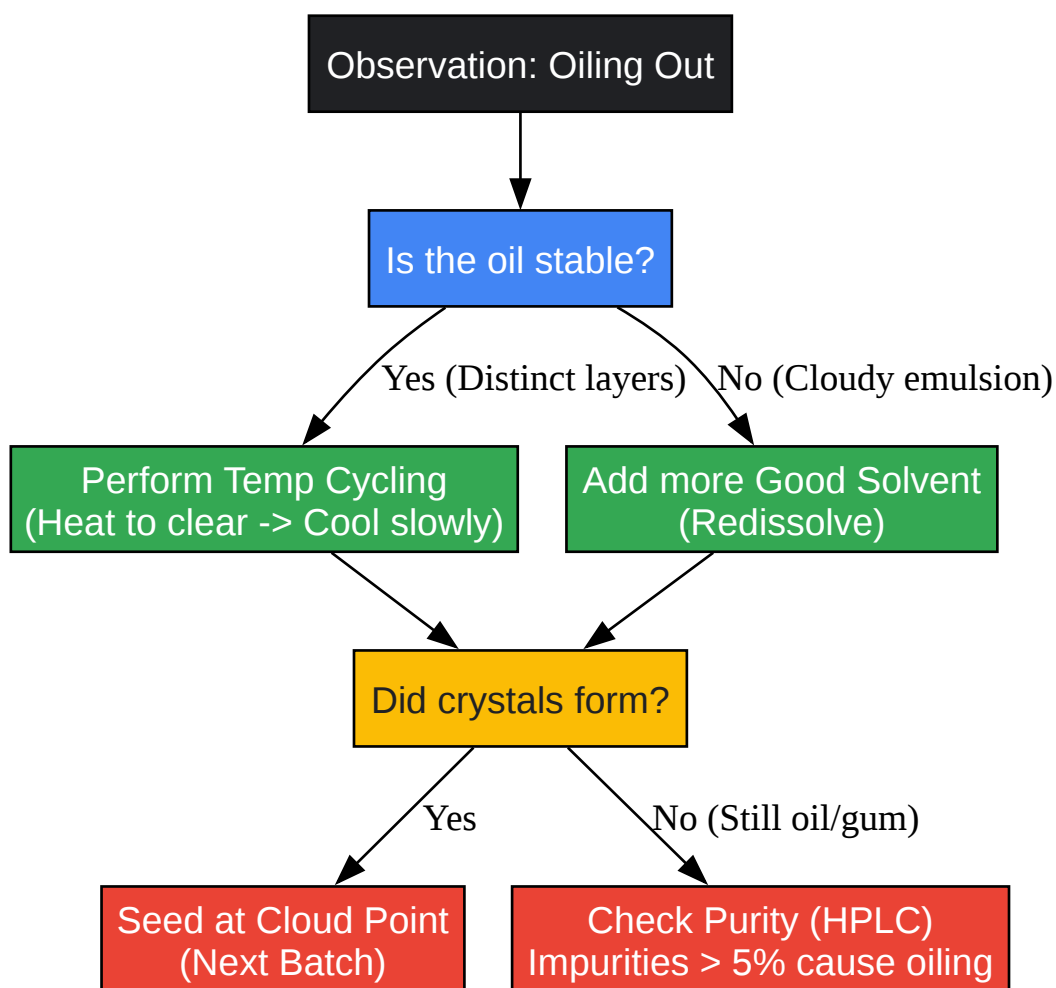 Observation: Oiling Out
Is the oil stable?
Yes (Distinct layers)
No (Cloudy emulsion)
Perform Temp Cycling
(Heat to clear -> Cool slowly)
Add more Good Solvent
(Redissolve)
Did crystals form?
Yes
No (Still oil/gum)
Seed at Cloud Point
(Next Batch)
Check Purity (HPLC)
Impurities > 5% cause oiling